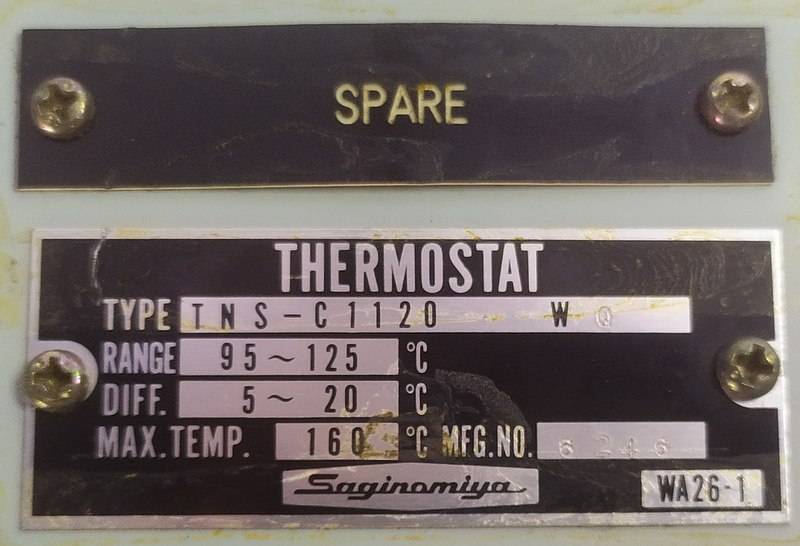 SPARE
THERMOSTAT
TYPE TNS-C1120 WQ
RANGE 95~125 °C
DIFF. 5~20 °C
MAX.TEMP. 160 °C MFG.NO. 6246
Saginomiya WA26-1